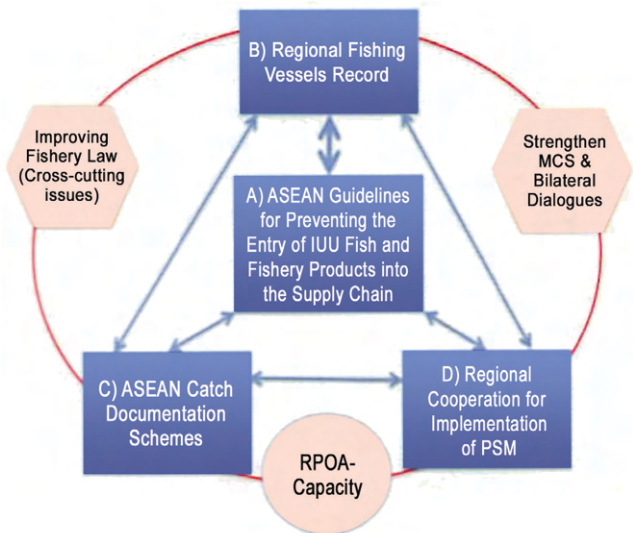 B) Regional Fishing
Vessels Record
Improving
Fishery Law
(Cross-cutting
issues)
Strengthen
MCS &
Bilateral
Dialogues
A) ASEAN Guidelines
for Preventing the
Entry of IUU Fish and
Fishery Products into
the Supply Chain
C) ASEAN Catch
Documentation
Schemes
D) Regional
Cooperation for
Implementation
of PSM
RPOA-
Capacity